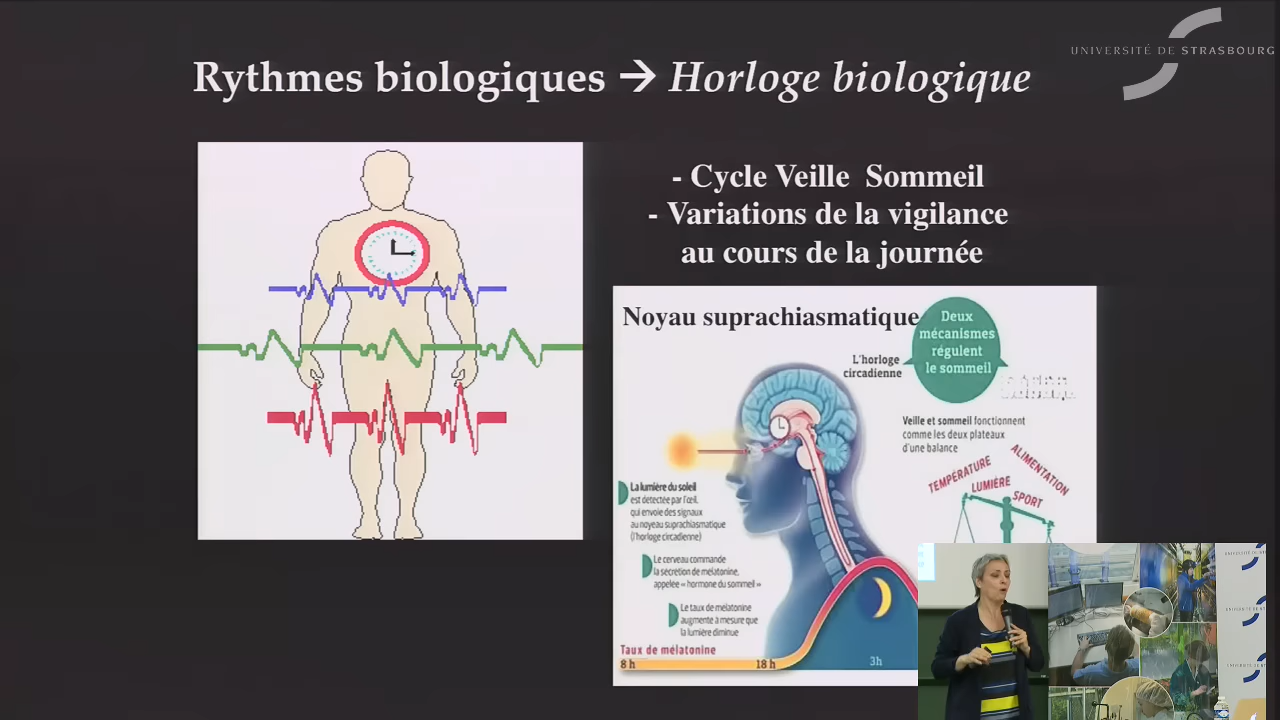 UNIVERSITÉ DE STRASBOURG
Rythmes biologiques → Horloge biologique
- Cycle Veille Sommeil
- Variations de la vigilance
au cours de la journée
Noyau suprachiasmatique
Deux
mécanismes
régulent
le sommeil
L'horloge
circadienne
Veille et sommeil fonctionnent
comme les deux plateaux
d'une balance
TEMPÉRATURE
LUMIÈRE
ALIMENTATION
SPORT
La lumière du soleil
est détectée par l'œil,
qui envoie des signaux
au noyeau suprachiasmatique
(l'horloge circadienne)
Le cerveau commande
la sécrétion de mélatonine,
appelée « hormone du sommeil »
Le taux de mélatonine
augmente à mesure que
la lumière diminue
Taux de mélatonine
8 h
18 h
3h